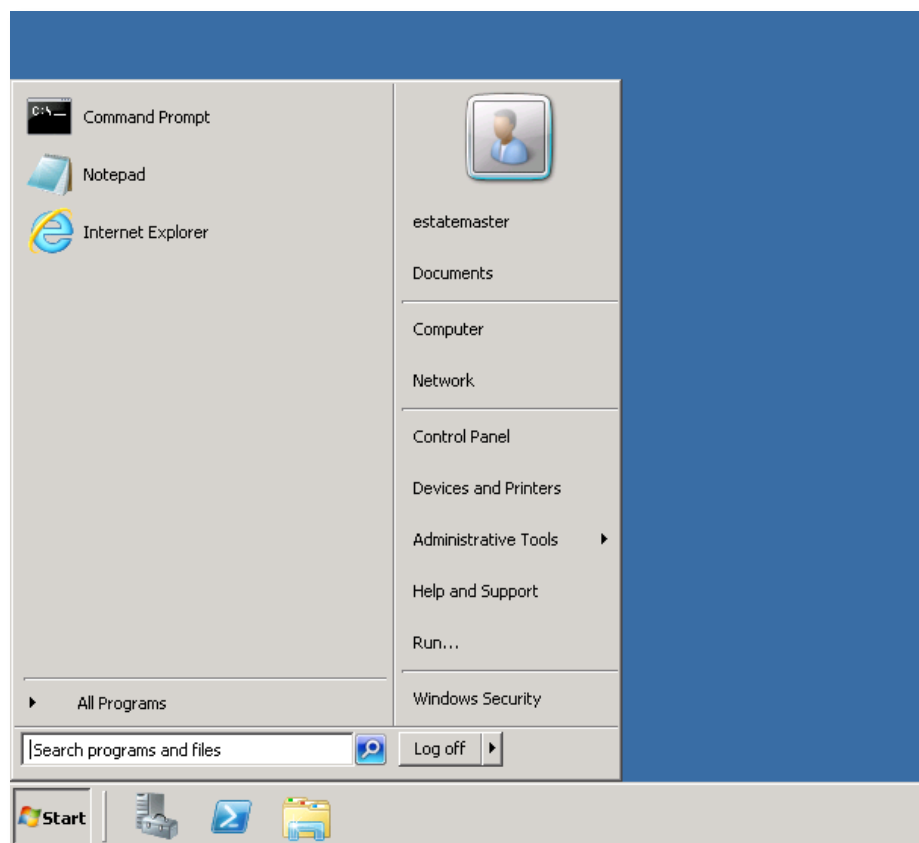 C:\_
Command Prompt
Notepad
Internet Explorer
estatemaster
Documents
Computer
Network
Control Panel
Devices and Printers
Administrative Tools
Help and Support
Run...
All Programs
Windows Security
Search programs and files
Log off
Start